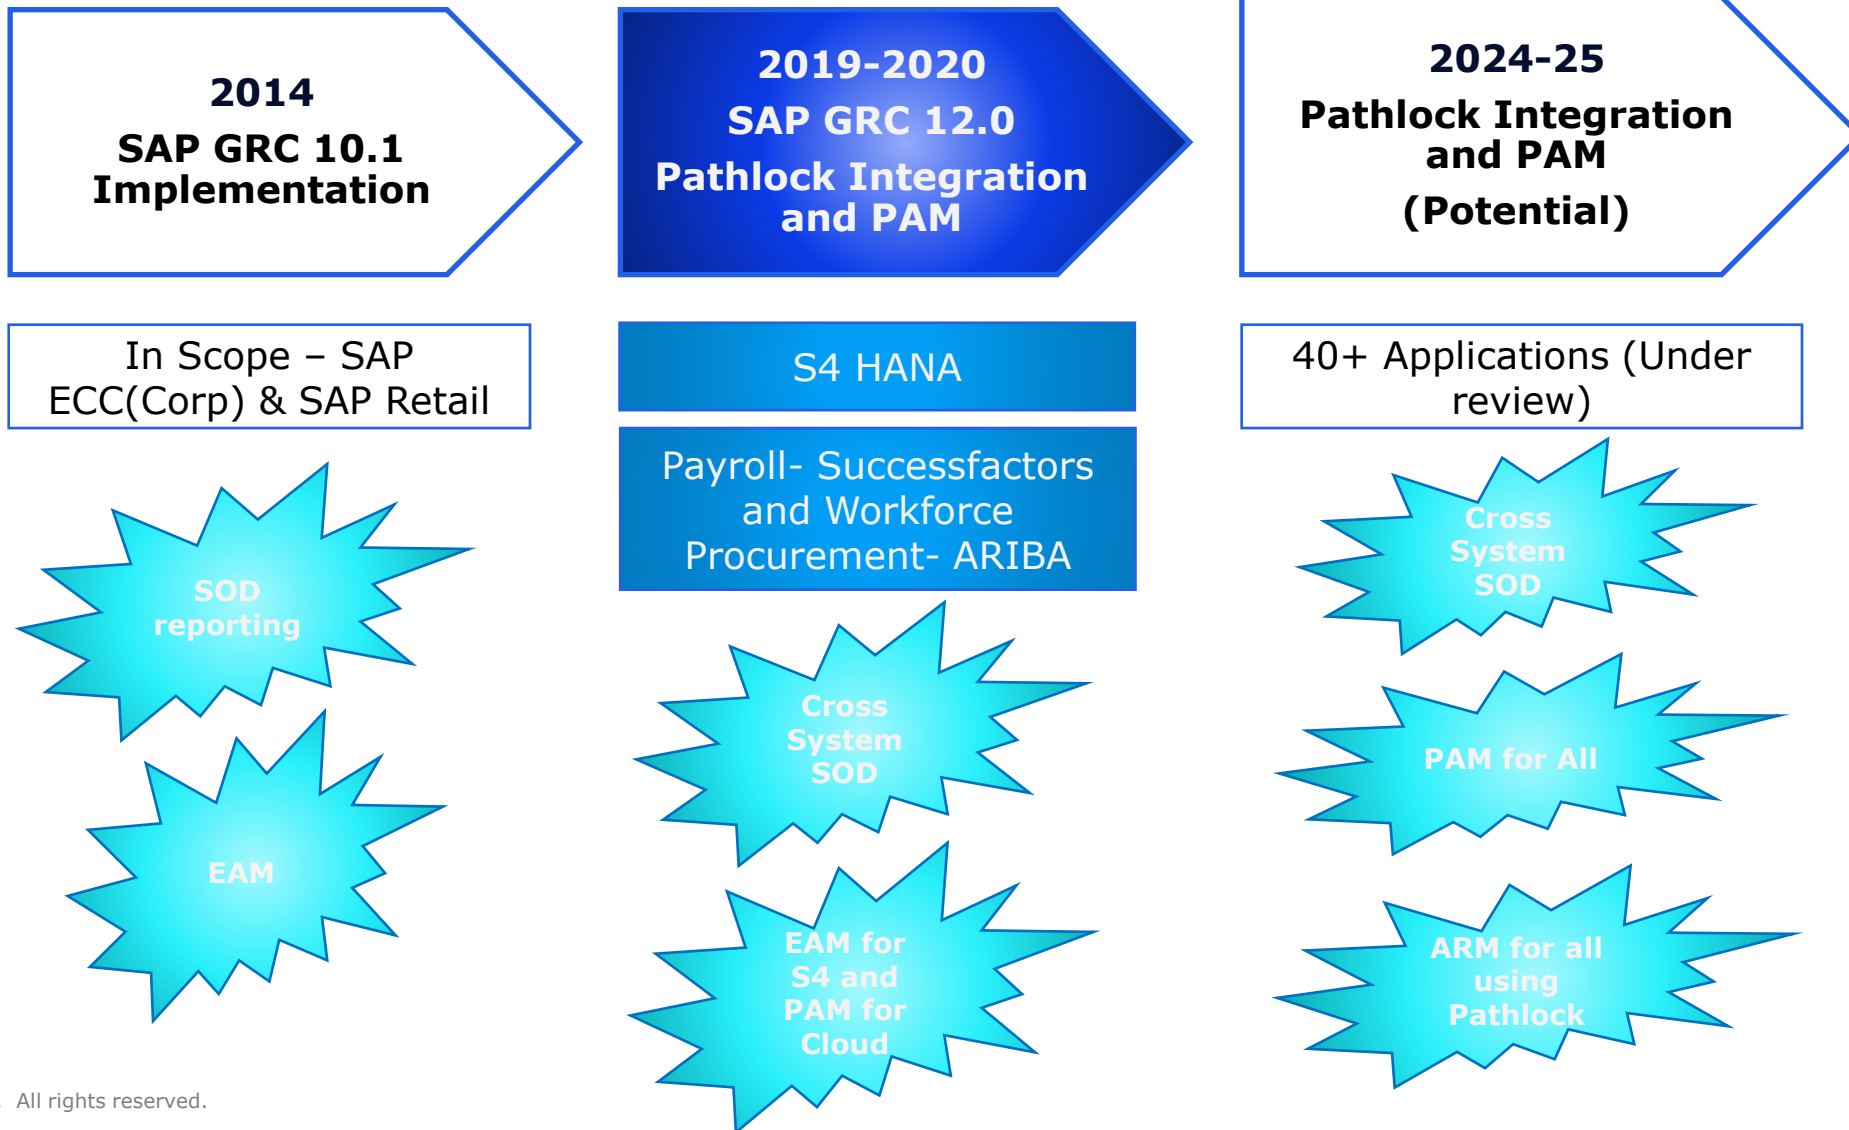 2014
SAP GRC 10.1
Implementation
In Scope – SAP
ECC(Corp) & SAP Retail
SOD
reporting
EAM
2019-2020
SAP GRC 12.0
Pathlock Integration
and PAM
S4 HANA
Payroll- Successfactors
and Workforce
Procurement- ARIBA
Cross
System
SOD
EAM for
S4 and
PAM for
Cloud
2024-25
Pathlock Integration
and PAM
(Potential)
40+ Applications (Under
review)
Cross
System
SOD
PAM for All
ARM for all
using
Pathlock
. All rights reserved.